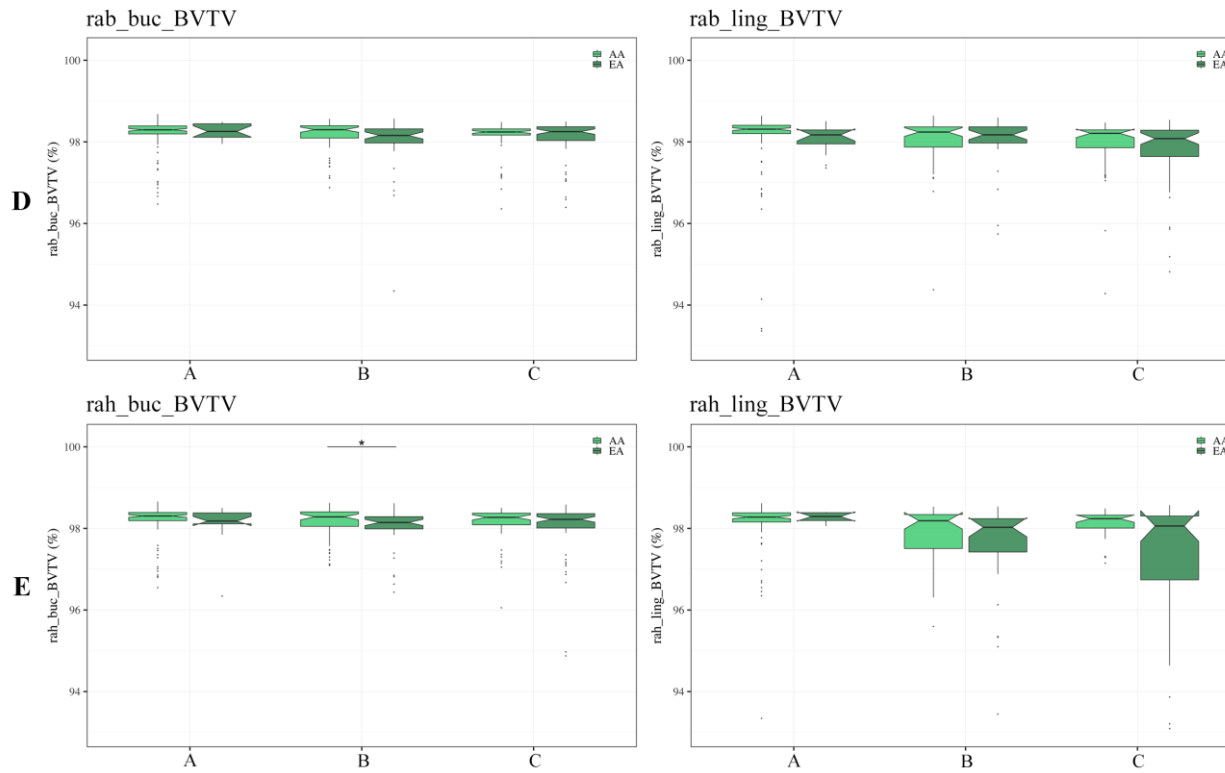 rab_buc_BVTV
100
98
96
94
rab_buc_BVTV (%)
AA
EA
A
B
C
rab_ling_BVTV
100
98
96
94
rab_ling_BVTV (%)
AA
EA
A
B
C
D
rah_buc_BVTV
100
98
96
94
rah_buc_BVTV (%)
*
AA
EA
A
B
C
rah_ling_BVTV
100
98
96
94
rah_ling_BVTV (%)
AA
EA
A
B
C
E